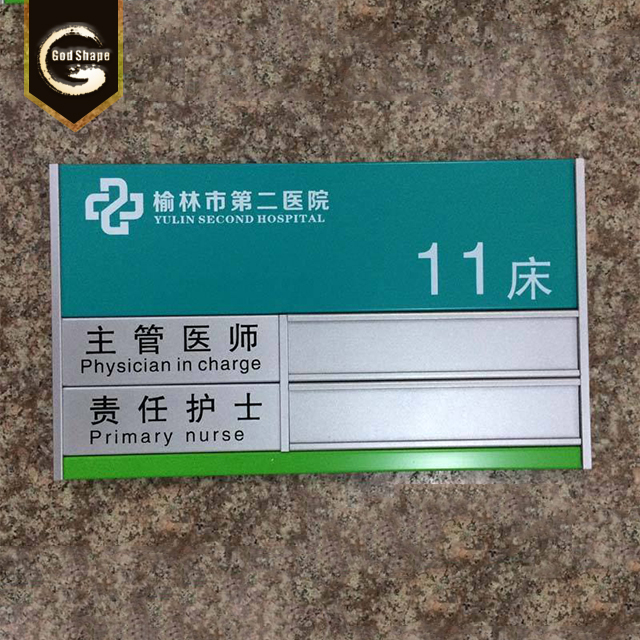 God Shape
榆林市第二医院
YULIN SECOND HOSPITAL
11床
主管医师
Physician in charge
责任护士
Primary nurse